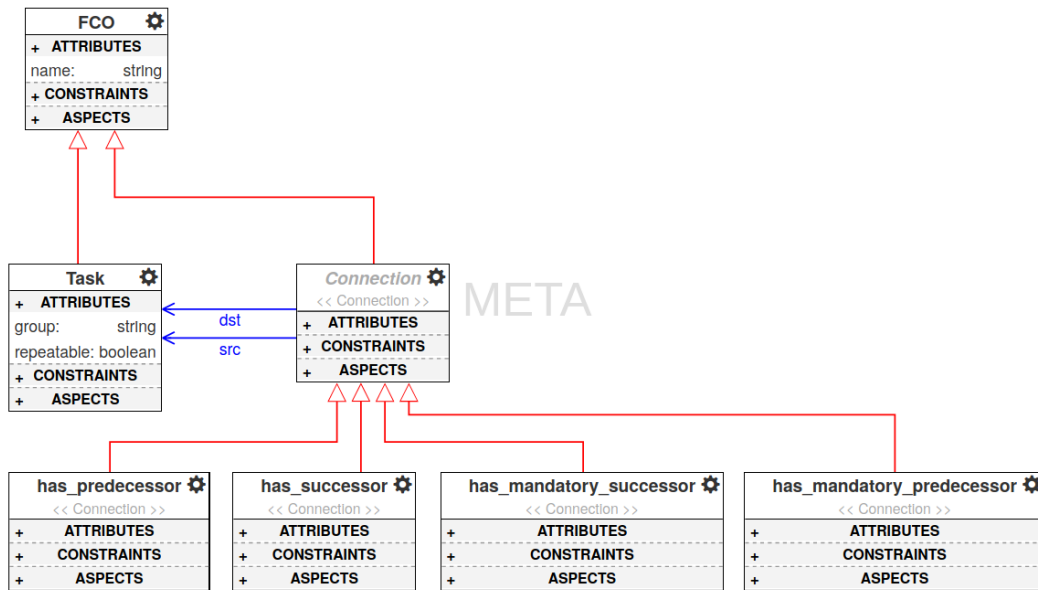 FCO
+ ATTRIBUTES
name: string
+ CONSTRAINTS
+ ASPECTS
Task
+ ATTRIBUTES
group: string
repeatable: boolean
+ CONSTRAINTS
+ ASPECTS
dst
src
Connection
<< Connection >>
+ ATTRIBUTES
+ CONSTRAINTS
+ ASPECTS
META
has_predecessor
<< Connection >>
+ ATTRIBUTES
+ CONSTRAINTS
+ ASPECTS
has_successor
<< Connection >>
+ ATTRIBUTES
+ CONSTRAINTS
+ ASPECTS
has_mandatory_successor
<< Connection >>
+ ATTRIBUTES
+ CONSTRAINTS
+ ASPECTS
has_mandatory_predecessor
<< Connection >>
+ ATTRIBUTES
+ CONSTRAINTS
+ ASPECTS